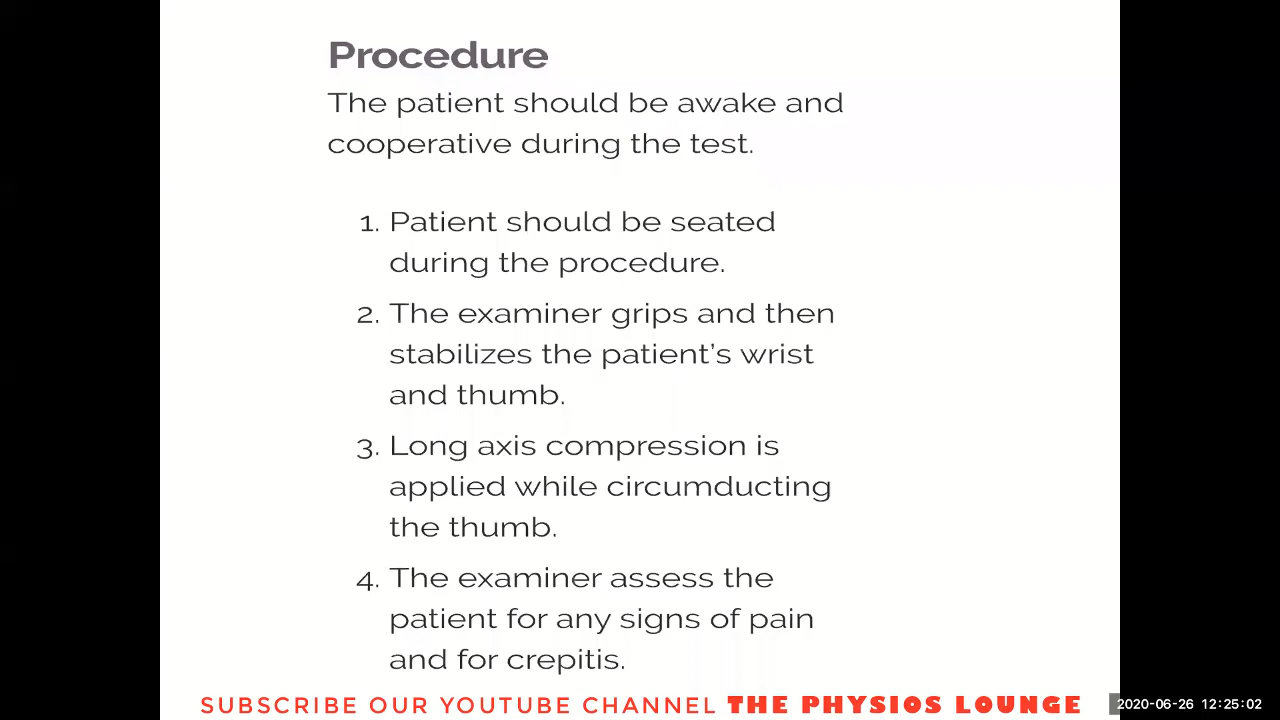 Procedure
The patient should be awake and
cooperative during the test.
1. Patient should be seated
during the procedure.
2. The examiner grips and then
stabilizes the patient's wrist
and thumb.
3. Long axis compression is
applied while circumducting
the thumb.
4. The examiner assess the
patient for any signs of pain
and for crepitis.
SUBSCRIBE OUR YOUTUBE CHANNEL THE PHYSIOS LOUNGE
2020-06-26 12:25:02